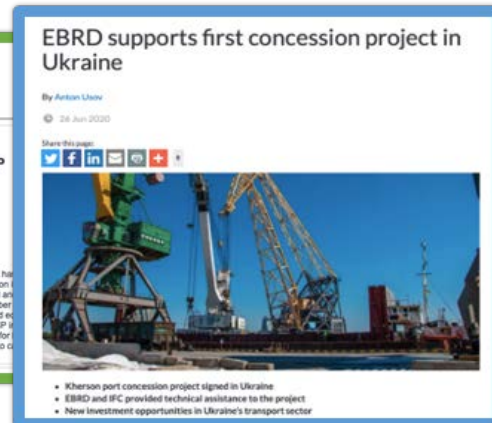 EBRD supports first concession project in
Ukraine
By Anton Usov
26 Jun 2020
Share this page:
Kherson port concession project signed in Ukraine
EBRD and IFC provided technical assistance to the project
New investment opportunities in Ukraine's transport sector